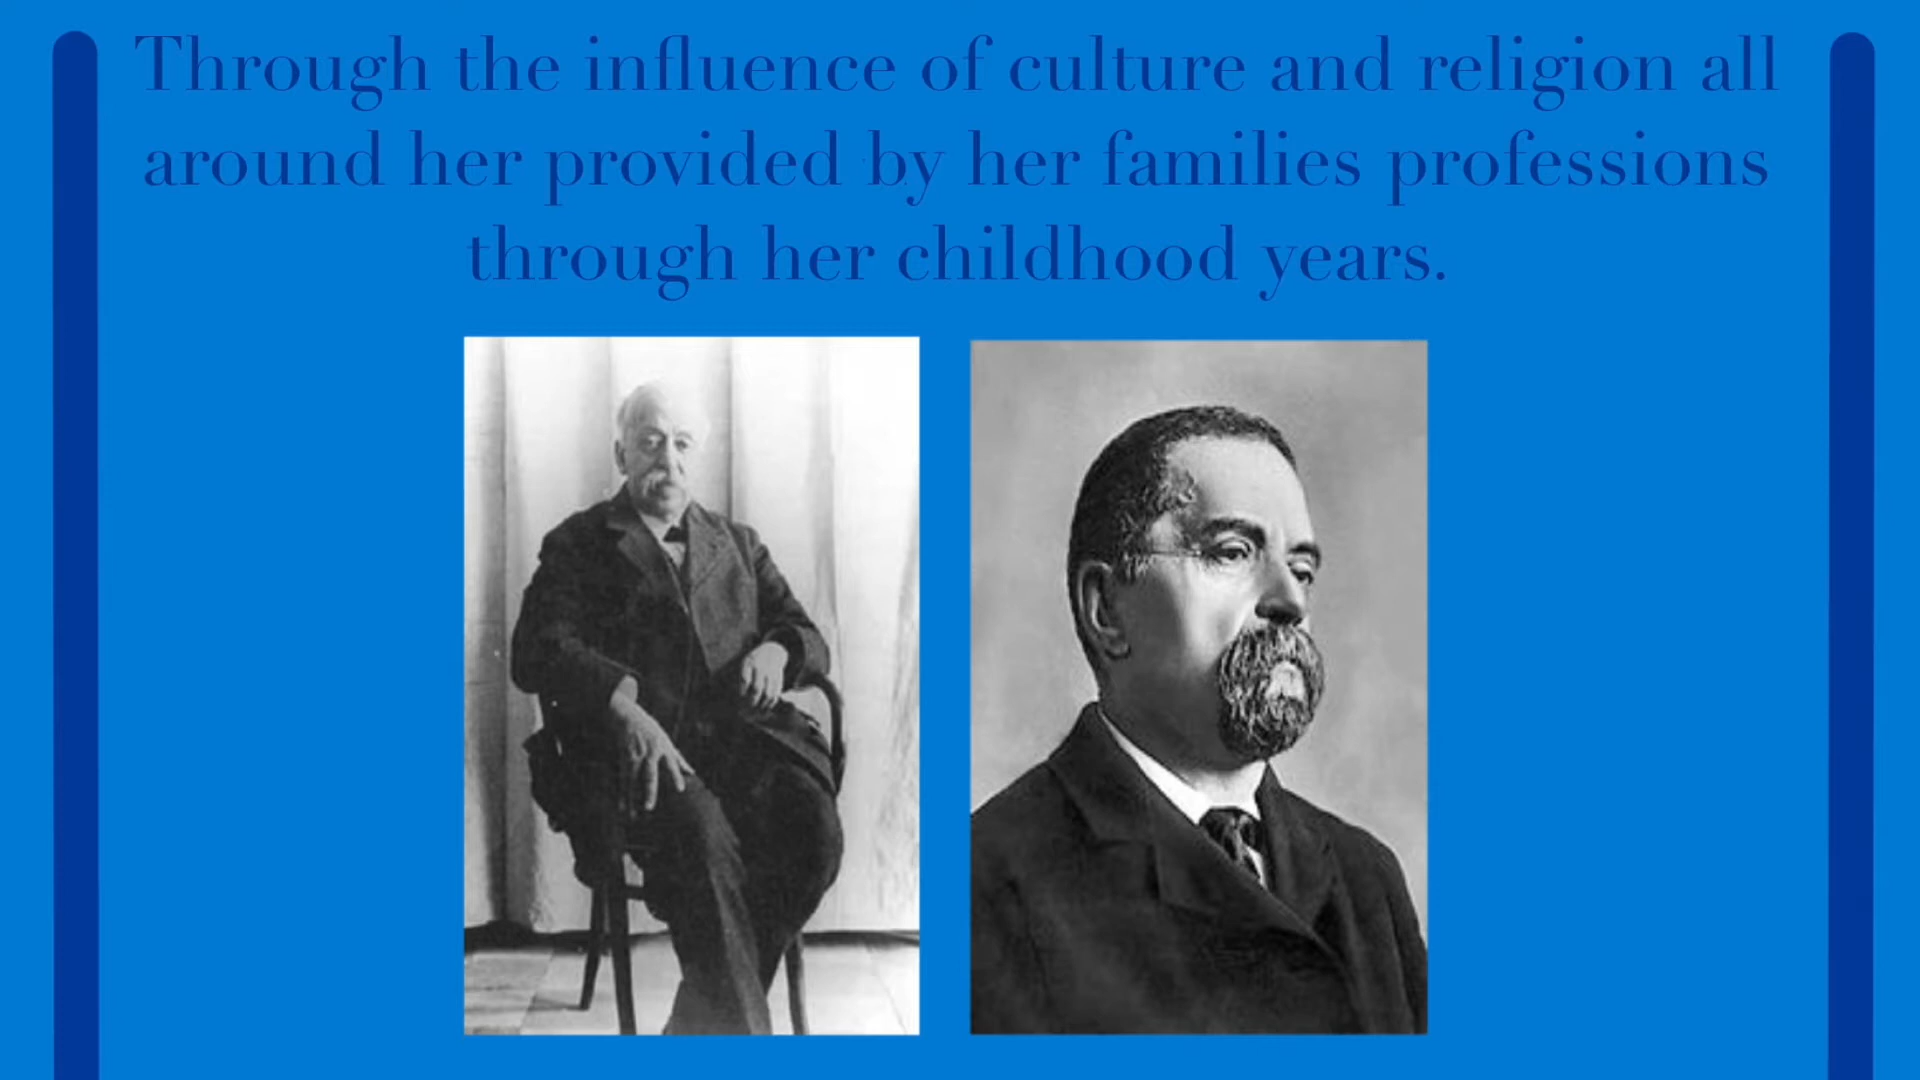 Through the influence of culture and religion all
around her provided by her families professions
through her childhood years.